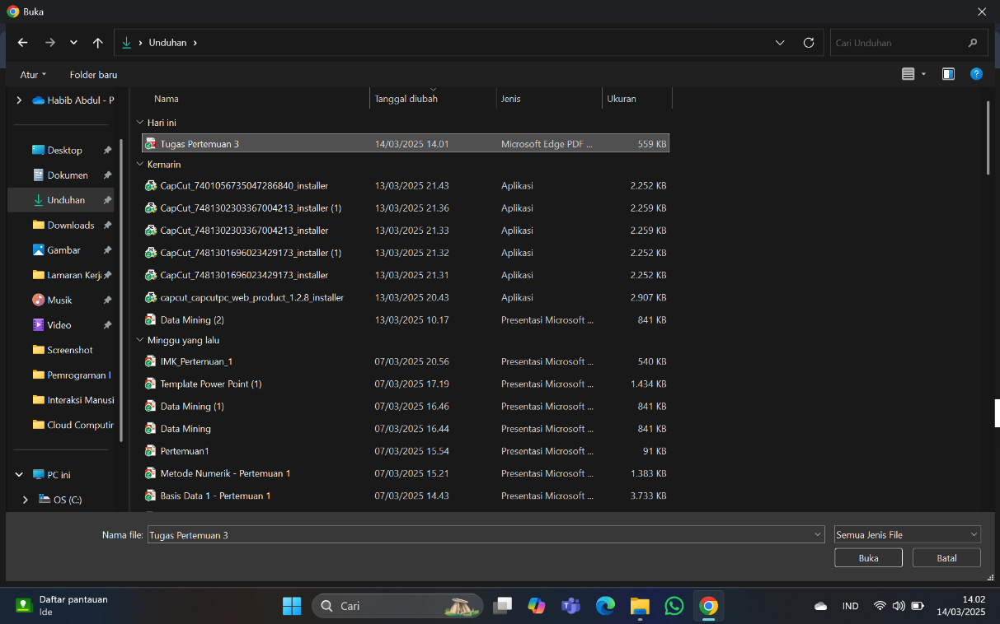 Buka
Unduhan
Cari Unduhan
Atur
Folder baru
Habib Abdul - P
Desktop
Dokumen
Unduhan
Downloads
Gambar
Lamaran Kerja
Musik
Video
Screenshot
Pemrograman I
Interaksi Manusi
Cloud Computin
PC ini
OS (C:)
Nama Tanggal diubah Jenis Ukuran
Hari ini
Tugas Pertemuan 3 14/03/2025 14.01 Microsoft Edge PDF ... 559 KB
Kemarin
CapCut_7401056735047286840_installer 13/03/2025 21.43 Aplikasi 2.252 KB
CapCut_7481302303367004213_installer (1) 13/03/2025 21.36 Aplikasi 2.259 KB
CapCut_7481302303367004213_installer 13/03/2025 21.33 Aplikasi 2.259 KB
CapCut_7481301696023429173_installer (1) 13/03/2025 21.32 Aplikasi 2.252 KB
CapCut_7481301696023429173_installer 13/03/2025 21.31 Aplikasi 2.252 KB
capcut_capcutpc_web_product_1.2.8_installer 13/03/2025 20.43 Aplikasi 2.907 KB
Data Mining (2) 13/03/2025 10.17 Presentasi Microsoft ... 841 KB
Minggu yang lalu
IMK_Pertemuan_1 07/03/2025 20.56 Presentasi Microsoft ... 540 KB
Template Power Point (1) 07/03/2025 17.19 Presentasi Microsoft ... 1.434 KB
Data Mining (1) 07/03/2025 16.46 Presentasi Microsoft ... 841 KB
Data Mining 07/03/2025 16.44 Presentasi Microsoft ... 841 KB
Pertemuan1 07/03/2025 15.54 Presentasi Microsoft ... 91 KB
Metode Numerik - Pertemuan 1 07/03/2025 15.21 Presentasi Microsoft ... 1.383 KB
Basis Data 1 - Pertemuan 1 07/03/2025 14.43 Presentasi Microsoft ... 3.733 KB
Nama file: Tugas Pertemuan 3 Semua Jenis File
Buka Batal
Daftar pantauan
Ide
Cari
IND
14.02
14/03/2025